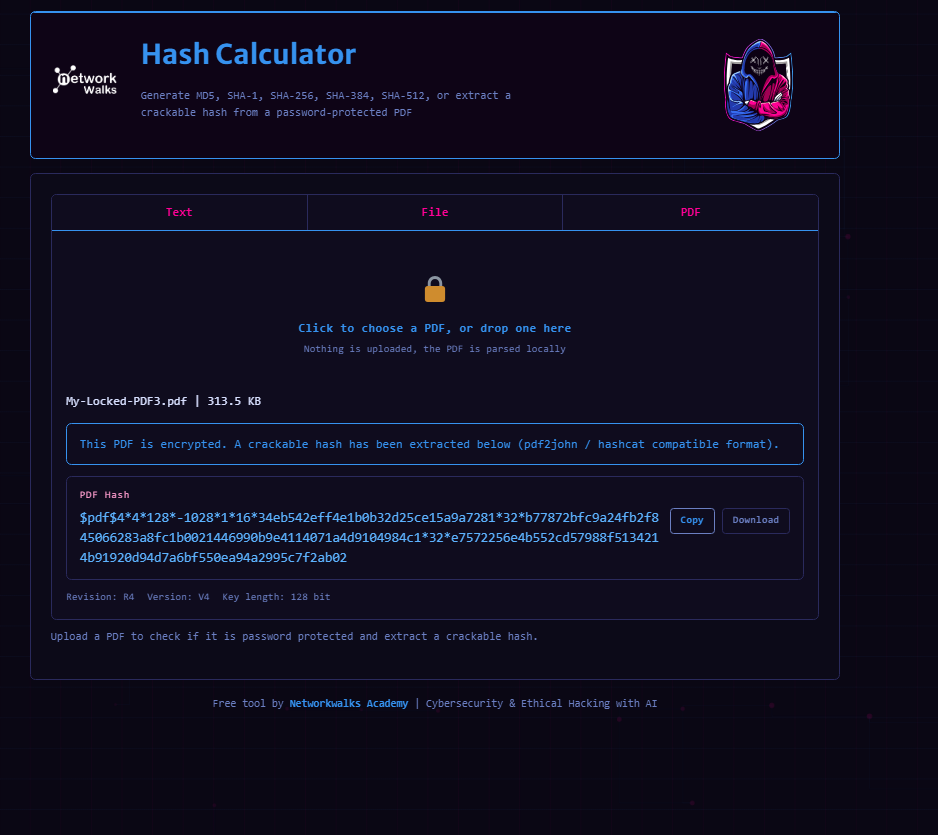 network
walks
Hash Calculator
Generate MD5, SHA-1, SHA-256, SHA-384, SHA-512, or extract a
crackable hash from a password-protected PDF
Text
File
PDF
Click to choose a PDF, or drop one here
Nothing is uploaded, the PDF is parsed locally
My-Locked-PDF3.pdf | 313.5 KB
This PDF is encrypted. A crackable hash has been extracted below (pdf2john / hashcat compatible format).
PDF Hash
$pdf$4*4*128*-1028*1*16*34eb542eff4e1b0b32d25ce15a9a7281*32*b77872bfc9a24fb2f8
45066283a8fc1b0021446990b9e4114071a4d9104984c1*32*e7572256e4b552cd57988f513421
4b91920d94d7a6bf550ea94a2995c7f2ab02
Copy
Download
Revision: R4 Version: V4 Key length: 128 bit
Upload a PDF to check if it is password protected and extract a crackable hash.
Free tool by Networkwalks Academy | Cybersecurity & Ethical Hacking with AI